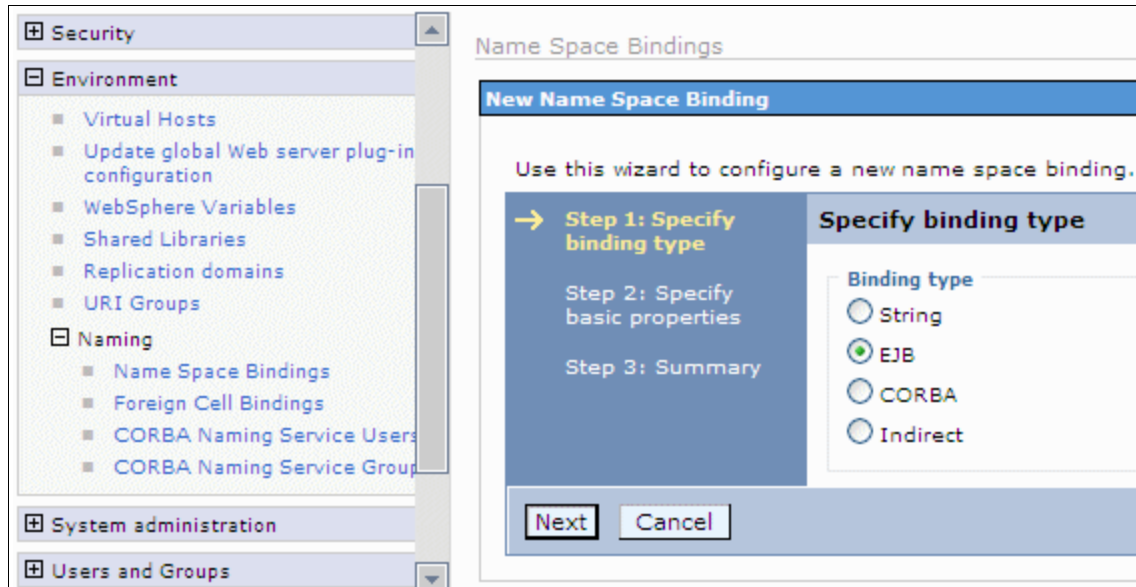 Security
Environment
Virtual Hosts
Update global Web server plug-in
configuration
WebSphere Variables
Shared Libraries
Replication domains
URI Groups
Naming
Name Space Bindings
Foreign Cell Bindings
CORBA Naming Service Users
CORBA Naming Service Group
System administration
Users and Groups
Name Space Bindings
New Name Space Binding
Use this wizard to configure a new name space binding.
Step 1: Specify
binding type
Step 2: Specify
basic properties
Step 3: Summary
Specify binding type
Binding type
String
EJB
CORBA
Indirect
Next Cancel